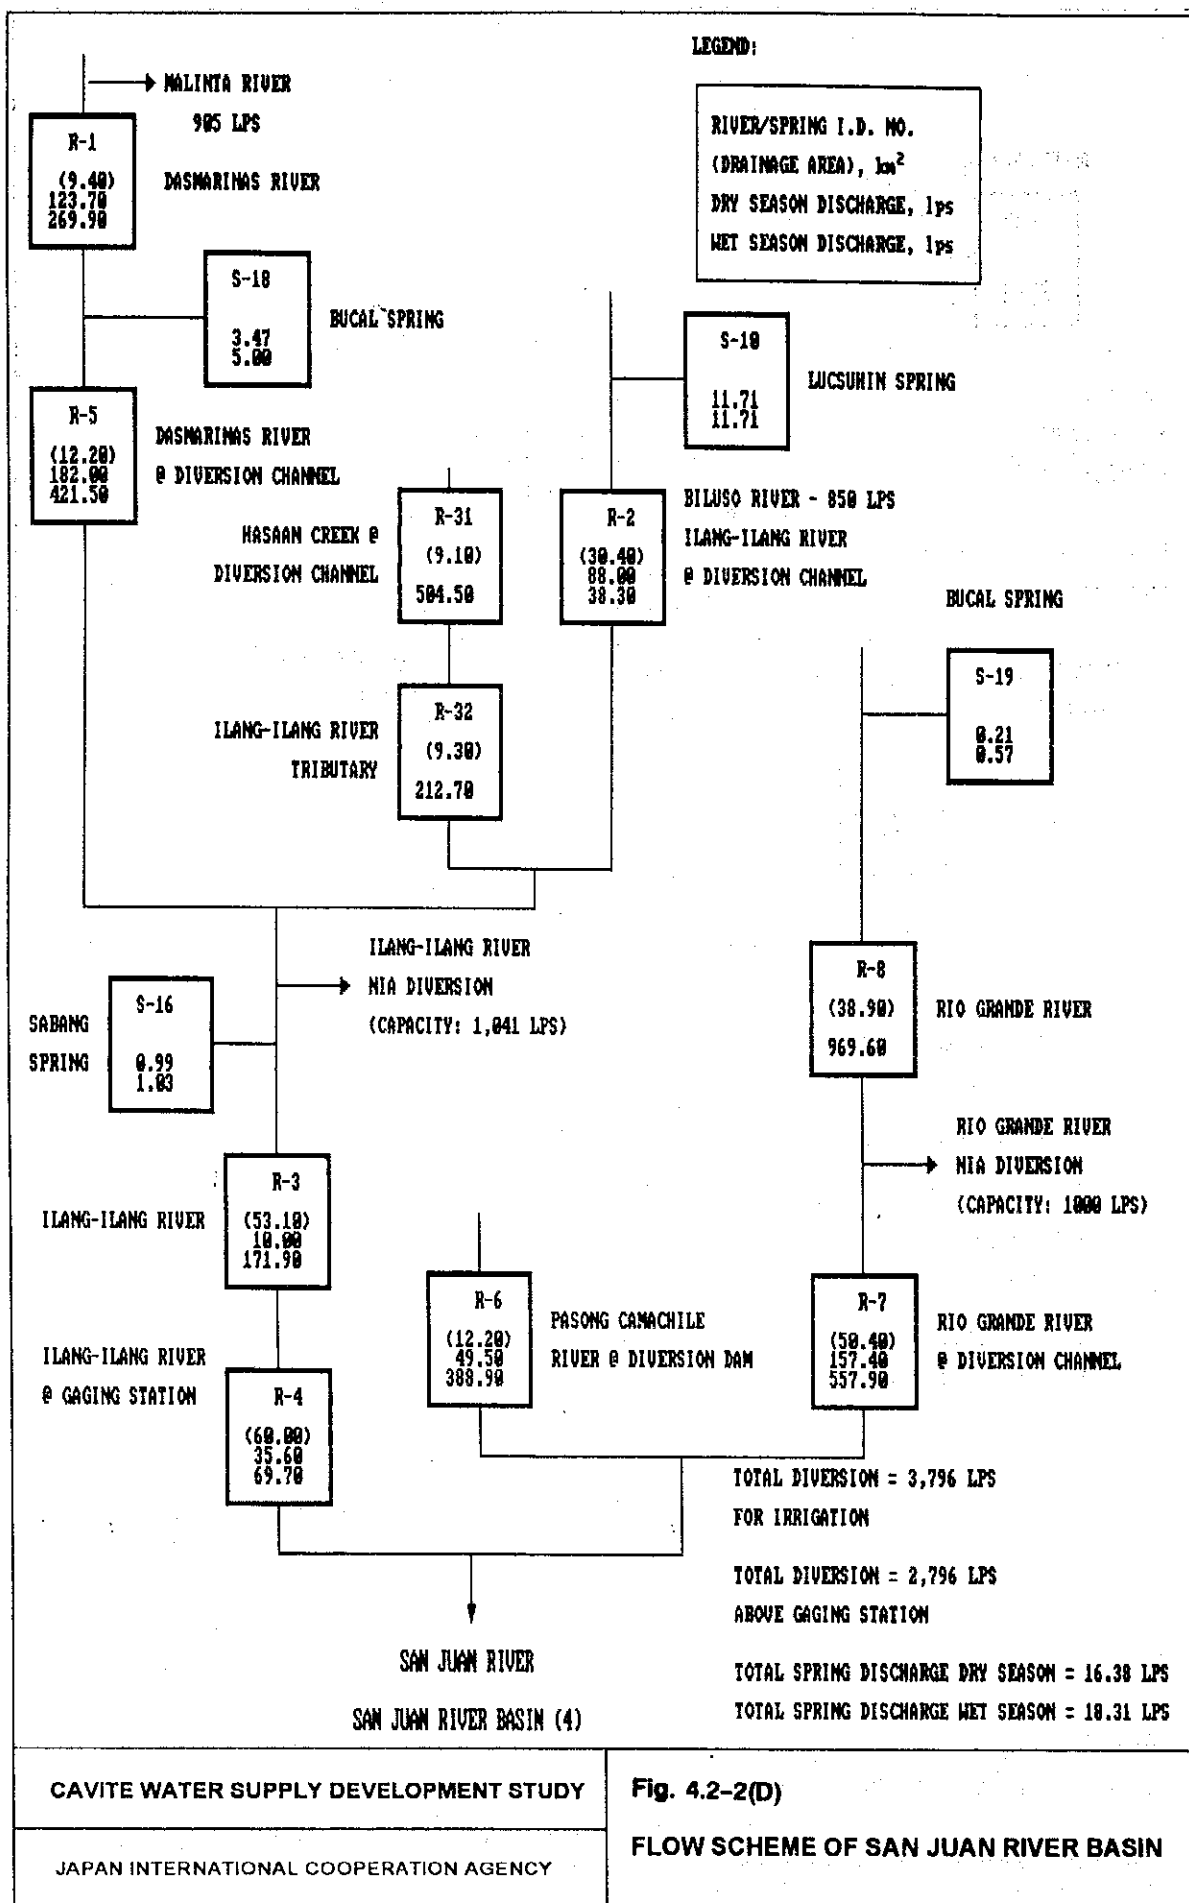 LEGEND:
RIVER/SPRING I.D. NO.
(DRAINAGE AREA), km²
DRY SEASON DISCHARGE, lps
WET SEASON DISCHARGE, lps
MALINTA RIVER
905 LPS
R-1
(9.40)
123.70
269.90
DASMARINAS RIVER
S-18
3.47
5.00
BUCAL SPRING
S-10
11.71
11.71
LUCSUHIN SPRING
R-5
(12.20)
182.00
421.50
DASMARINAS RIVER
@ DIVERSION CHANNEL
HASAAN CREEK @
DIVERSION CHANNEL
R-31
(9.10)
504.50
R-2
(30.40)
88.00
38.30
BILUSO RIVER - 850 LPS
ILANG-ILANG RIVER
@ DIVERSION CHANNEL
BUCAL SPRING
S-19
0.21
0.57
ILANG-ILANG RIVER
TRIBUTARY
R-32
(9.30)
212.70
ILANG-ILANG RIVER
NIA DIVERSION
(CAPACITY: 1,041 LPS)
R-8
(38.90)
969.60
RIO GRANDE RIVER
SABANG
SPRING
S-16
0.99
1.03
RIO GRANDE RIVER
NIA DIVERSION
(CAPACITY: 1000 LPS)
ILANG-ILANG RIVER
R-3
(53.10)
10.00
171.90
R-6
(12.20)
49.50
388.90
PASONG CAMACHILE
RIVER @ DIVERSION DAM
R-7
(50.40)
157.40
557.90
RIO GRANDE RIVER
@ DIVERSION CHANNEL
ILANG-ILANG RIVER
@ GAGING STATION
R-4
(60.00)
35.60
69.70
TOTAL DIVERSION = 3,796 LPS
FOR IRRIGATION
TOTAL DIVERSION = 2,796 LPS
ABOVE GAGING STATION
TOTAL SPRING DISCHARGE DRY SEASON = 16.38 LPS
TOTAL SPRING DISCHARGE WET SEASON = 18.31 LPS
SAN JUAN RIVER
SAN JUAN RIVER BASIN (4)
CAVITE WATER SUPPLY DEVELOPMENT STUDY
JAPAN INTERNATIONAL COOPERATION AGENCY
Fig. 4.2-2(D)
FLOW SCHEME OF SAN JUAN RIVER BASIN